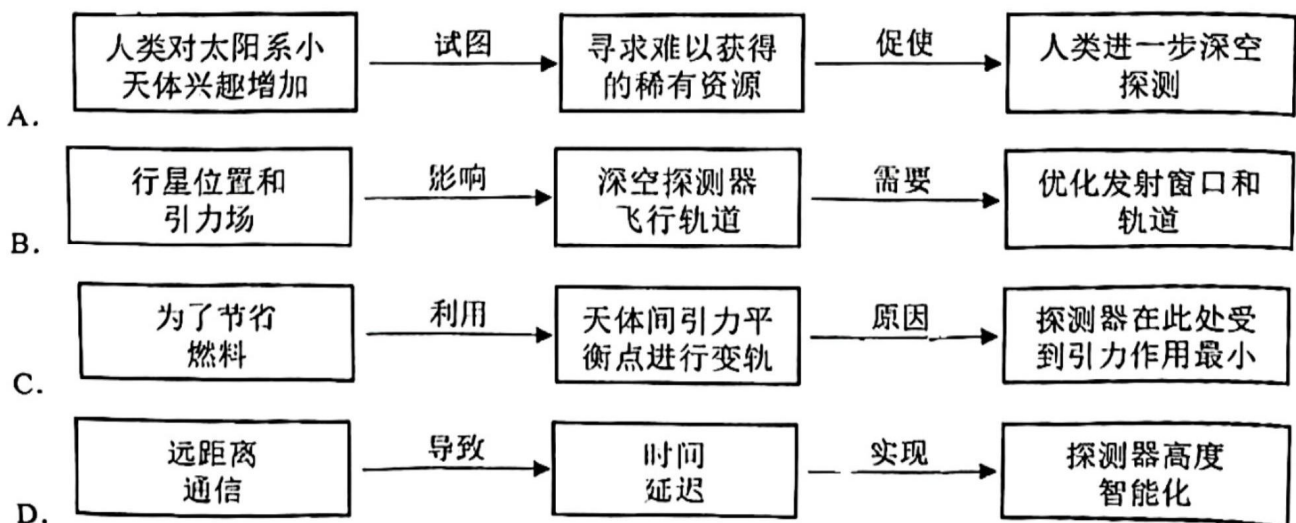 人类对太阳系小 试图 寻求难以获得 促使 人类进一步深空
天体兴趣增加 的稀有资源 探测
A.
行星位置和 影响 深空探测器 需要 优化发射窗口和
引力场 飞行轨道 轨道
B.
为了节省 利用 天体间引力平 原因 探测器在此处受
燃料 衡点进行变轨 到引力作用最小
C.
远距离 导致 时间 实现 探测器高度
通信 延迟 智能化
D.